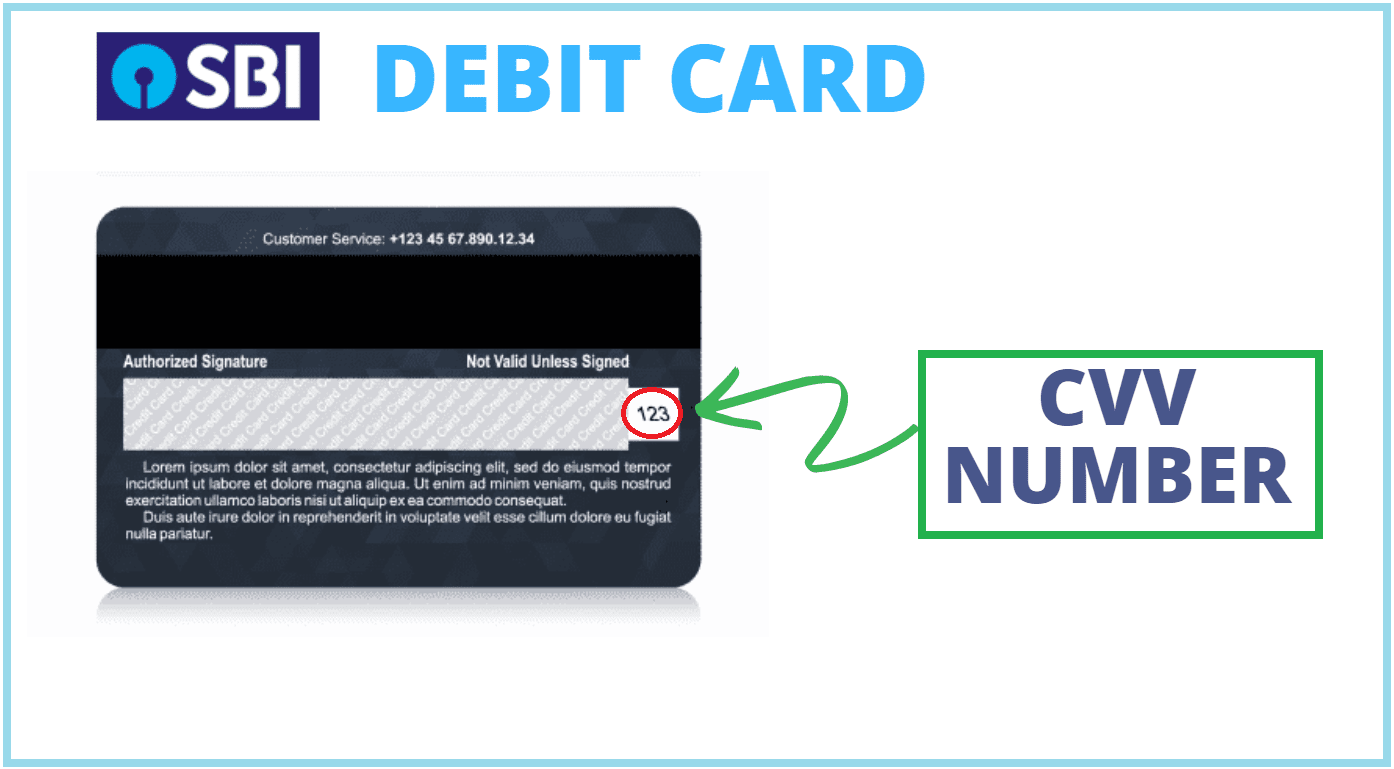 SBI DEBIT CARD
Customer Service: +123 45 67.890.12.34
Authorized Signature Not Valid Unless Signed
123
CVV
NUMBER
Lorem ipsum dolor sit amet, consectetur adipiscing elit, sed do eiusmod tempor
incididunt ut labore et dolore magna aliqua. Ut enim ad minim veniam, quis nostrud
exercitation ullamco laboris nisi ut aliquip ex ea commodo consequat.
Duis aute irure dolor in reprehenderit in voluptate velit esse cillum dolore eu fugiat
nulla pariatur.